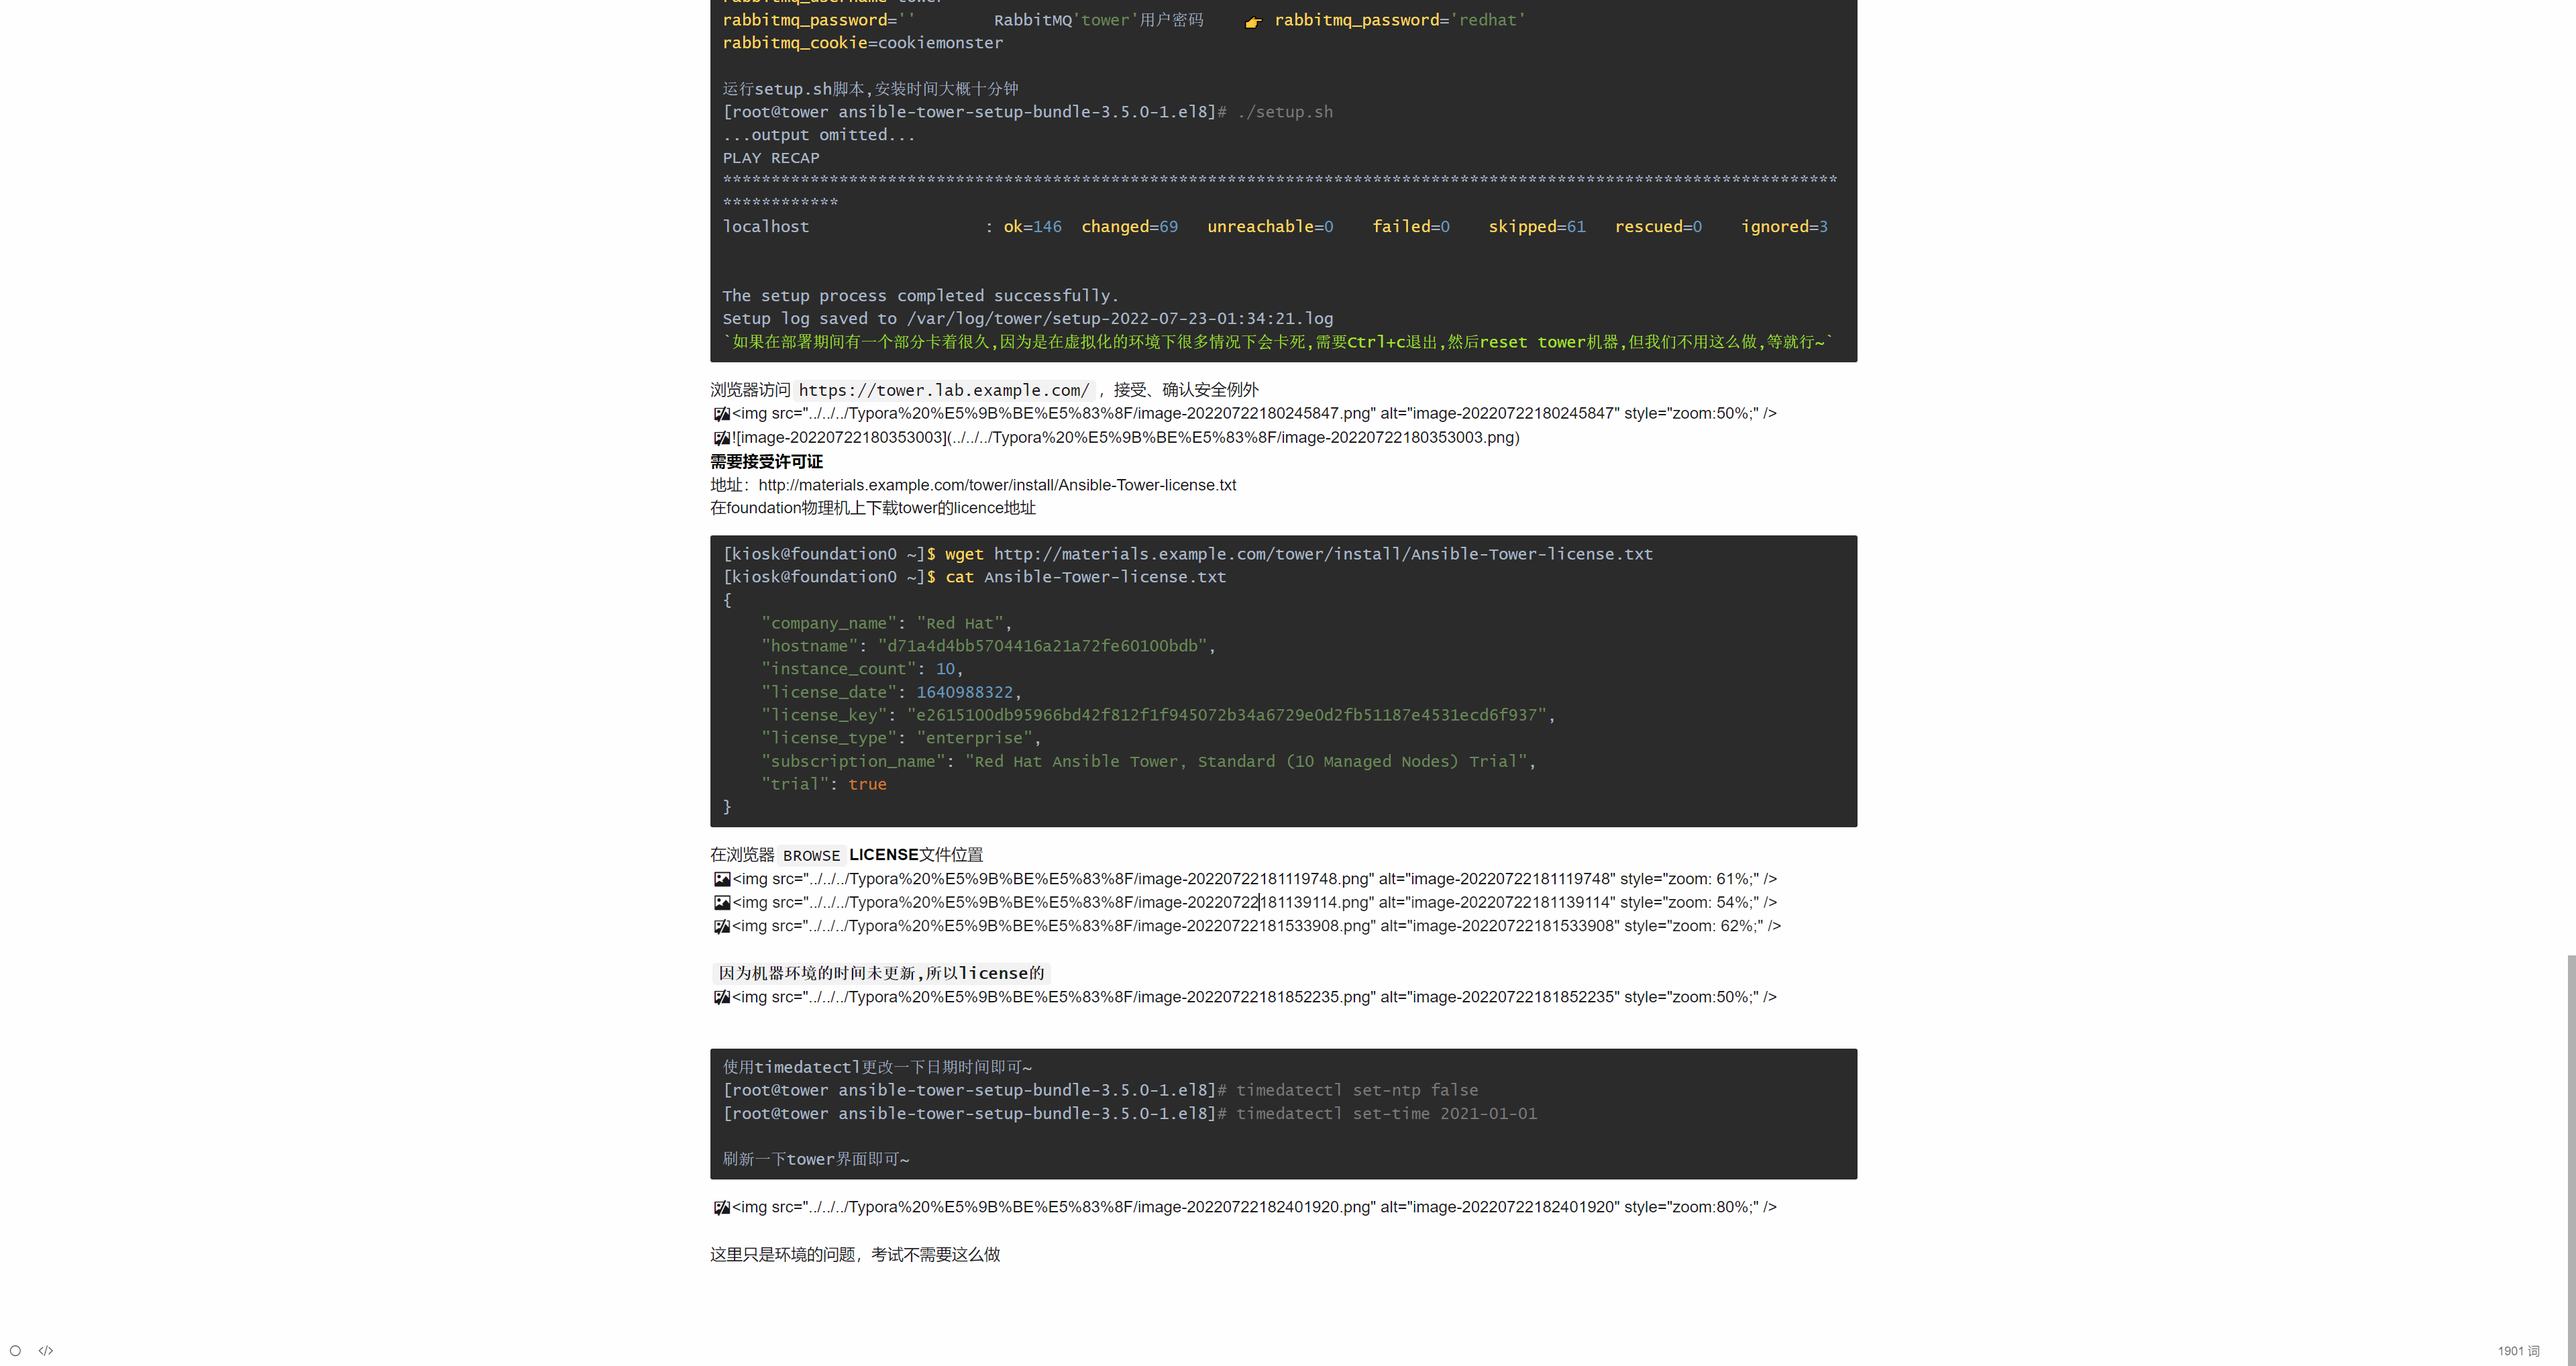 rabbitmq_username=tower
rabbitmq_password=''        RabbitMQ'tower'用户密码    👉 rabbitmq_password='redhat'
rabbitmq_cookie=cookiemonster
运行setup.sh脚本,安装时间大概十分钟
[root@tower ansible-tower-setup-bundle-3.5.0-1.el8]# ./setup.sh
...output omitted...
PLAY RECAP
*******************************************************************************************************************
************
localhost                  : ok=146  changed=69   unreachable=0    failed=0    skipped=61   rescued=0    ignored=3
The setup process completed successfully.
Setup log saved to /var/log/tower/setup-2022-07-23-01:34:21.log
`如果在部署期间有一个部分卡着很久,因为是在虚拟化的环境下很多情况下会卡死,需要Ctrl+c退出,然后reset tower机器,但我们不用这么做,等就行~`
浏览器访问 https://tower.lab.example.com/ ，接受、确认安全例外
<img src="../../../Typora%20%E5%9B%BE%E5%83%8F/image-20220722180245847.png" alt="image-20220722180245847" style="zoom:50%;" />
![image-20220722180353003](../../../Typora%20%E5%9B%BE%E5%83%8F/image-20220722180353003.png)
需要接受许可证
地址：http://materials.example.com/tower/install/Ansible-Tower-license.txt
在foundation物理机上下载tower的licence地址
[kiosk@foundation0 ~]$ wget http://materials.example.com/tower/install/Ansible-Tower-license.txt
[kiosk@foundation0 ~]$ cat Ansible-Tower-license.txt
{
    "company_name": "Red Hat",
    "hostname": "d71a4d4bb5704416a21a72fe60100bdb",
    "instance_count": 10,
    "license_date": 1640988322,
    "license_key": "e2615100db95966bd42f812f1f945072b34a6729e0d2fb51187e4531ecd6f937",
    "license_type": "enterprise",
    "subscription_name": "Red Hat Ansible Tower, Standard (10 Managed Nodes) Trial",
    "trial": true
}
在浏览器 BROWSE LICENSE文件位置
<img src="../../../Typora%20%E5%9B%BE%E5%83%8F/image-20220722181119748.png" alt="image-20220722181119748" style="zoom: 61%;" />
<img src="../../../Typora%20%E5%9B%BE%E5%83%8F/image-20220722181139114.png" alt="image-20220722181139114" style="zoom: 54%;" />
<img src="../../../Typora%20%E5%9B%BE%E5%83%8F/image-20220722181533908.png" alt="image-20220722181533908" style="zoom: 62%;" />
因为机器环境的时间未更新,所以license的
<img src="../../../Typora%20%E5%9B%BE%E5%83%8F/image-20220722181852235.png" alt="image-20220722181852235" style="zoom:50%;" />
使用timedatectl更改一下日期时间即可~
[root@tower ansible-tower-setup-bundle-3.5.0-1.el8]# timedatectl set-ntp false
[root@tower ansible-tower-setup-bundle-3.5.0-1.el8]# timedatectl set-time 2021-01-01
刷新一下tower界面即可~
<img src="../../../Typora%20%E5%9B%BE%E5%83%8F/image-20220722182401920.png" alt="image-20220722182401920" style="zoom:80%;" />
这里只是环境的问题，考试不需要这么做
1901 词